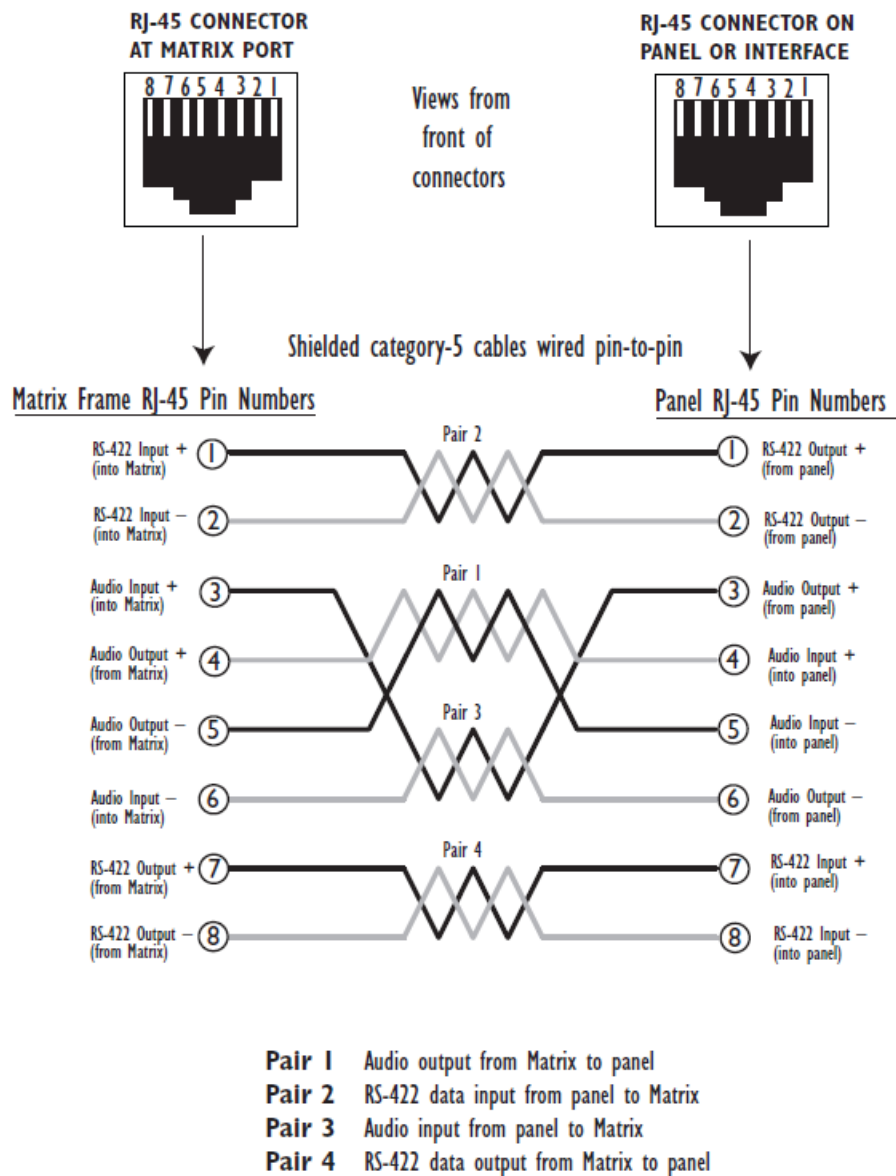 RJ-45 CONNECTOR
AT MATRIX PORT
8 7 6 5 4 3 2 1
Views from
front of
connectors
RJ-45 CONNECTOR ON
PANEL OR INTERFACE
8 7 6 5 4 3 2 1
Shielded category-5 cables wired pin-to-pin
Matrix Frame RJ-45 Pin Numbers
Panel RJ-45 Pin Numbers
RS-422 Input + 1
(into Matrix)
Pair 2
1 RS-422 Output +
(from panel)
RS-422 Input – 2
(into Matrix)
2 RS-422 Output –
(from panel)
Audio Input + 3
(into Matrix)
Pair 1
3 Audio Output +
(from panel)
Audio Output + 4
(from Matrix)
4 Audio Input +
(into panel)
Audio Output – 5
(from Matrix)
Pair 3
5 Audio Input –
(into panel)
Audio Input – 6
(into Matrix)
6 Audio Output –
(from panel)
RS-422 Output + 7
(from Matrix)
Pair 4
7 RS-422 Input +
(into panel)
RS-422 Output – 8
(from Matrix)
8 RS-422 Input –
(into panel)
Pair 1 Audio output from Matrix to panel
Pair 2 RS-422 data input from panel to Matrix
Pair 3 Audio input from panel to Matrix
Pair 4 RS-422 data output from Matrix to panel